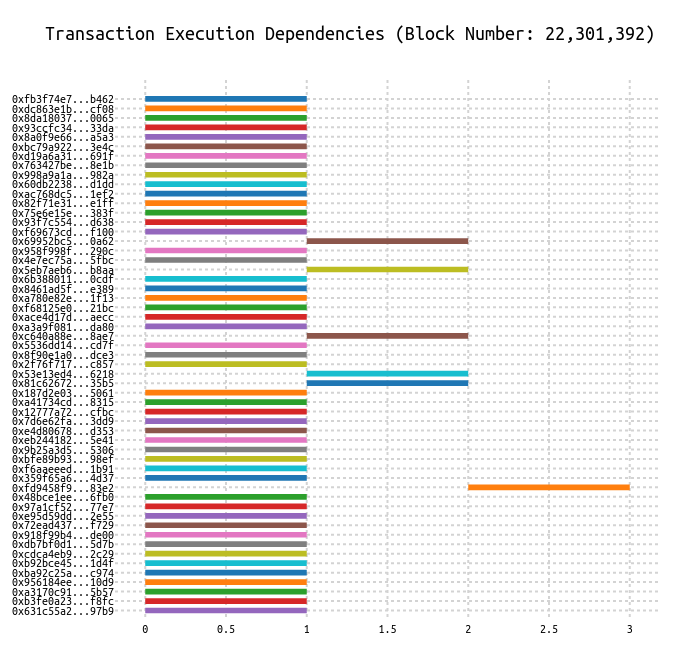 Transaction Execution Dependencies (Block Number: 22,301,392)
0xfb3f74e7...b462
0xdc863e1b...cf08
0x8da18037...0065
0x93ccfc34...33da
0x8a0f9e66...a5a3
0xbc79a922...3e4c
0xd19a6a31...691f
0x763427be...8e1b
0x998a9a1a...982a
0x60db2238...d1dd
0xac768dc5...1ef2
0x82f71e31...e1ff
0x75e6e15e...383f
0x93f7c554...d638
0xf69673cd...f100
0x69952bc5...0a62
0x958f998f...290c
0x4e7ec75a...5fbc
0x5eb7aeb6...b8aa
0x6b388011...0cdf
0x8461ad5f...e389
0xa780e82e...1f13
0xf68125e0...21bc
0xace4d17d...aecc
0xa3a9f081...da80
0xc640a88e...8ae7
0x5536dd14...cd7f
0x8f90e1a0...dce3
0x2f76f717...c857
0x53e13ed4...6218
0x81c62672...35b5
0x187d2e03...5061
0xa41734cd...8315
0x12777a72...cfbc
0x7d6e62fa...3dd9
0xe4d80678...d353
0xeb244182...5e41
0x9b25a3d5...5306
0xbfe89b93...98ef
0xf6aaeeed...1b91
0x359f65a6...4d37
0xfd9458f9...83e2
0x48bce1ee...6fb0
0x97a1cf52...77e7
0xe95d59dd...2e55
0x72ead437...f729
0x918f99b4...de00
0xdb7bf0d1...5d7b
0xcdca4eb9...2c29
0xb92bce45...1d4f
0xba92c25a...c974
0x956184ee...10d9
0xa3170c91...5b57
0xb3fe0a23...f8fc
0x631c55a2...97b9
0 0.5 1 1.5 2 2.5 3